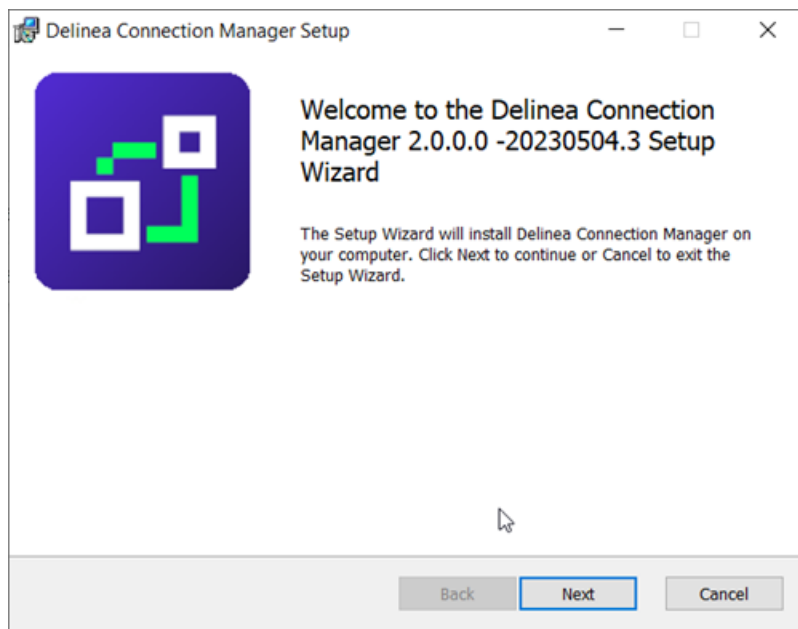 Delinea Connection Manager Setup
Welcome to the Delinea Connection
Manager 2.0.0.0 -20230504.3 Setup
Wizard
The Setup Wizard will install Delinea Connection Manager on
your computer. Click Next to continue or Cancel to exit the
Setup Wizard.
Back
Next
Cancel